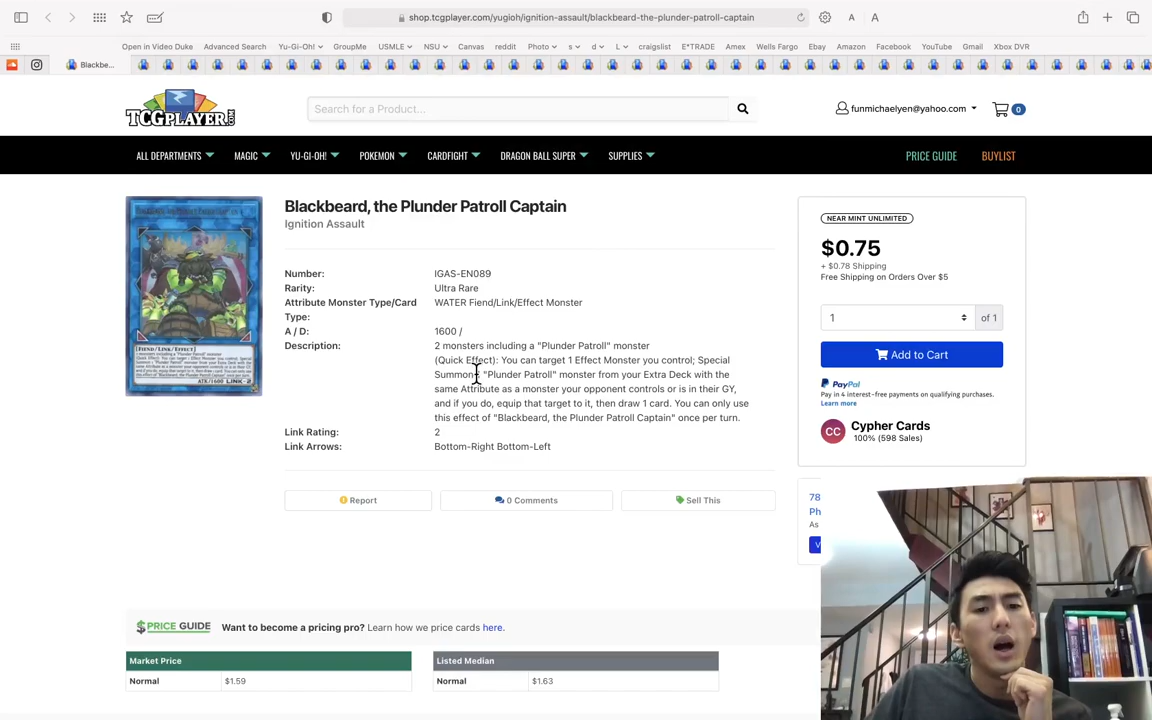 shop.tcgplayer.com/yugioh/ignition-assault/blackbeard-the-plunder-patroll-captain
A A
Open in Video Duke Advanced Search Yu-Gi-Oh! GroupMe USMLE NSU Canvas reddit Photo s d L craigslist E*TRADE Amex Wells Fargo Ebay Amazon Facebook YouTube Gmail Xbox DVR
Blackbe...
TCGPLAYER.COM
Search for a Product...
funmichaelyen@yahoo.com
0
ALL DEPARTMENTS MAGIC YU-GI-OH! POKEMON CARDFIGHT DRAGON BALL SUPER SUPPLIES PRICE GUIDE BUYLIST
Blackbeard, the Plunder Patroll Captain
Ignition Assault
Number: IGAS-EN089
Rarity: Ultra Rare
Attribute Monster Type/Card Type: WATER Fiend/Link/Effect Monster
A / D: 1600 /
Description: 2 monsters including a "Plunder Patroll" monster
(Quick Effect): You can target 1 Effect Monster you control; Special
Summon 1 "Plunder Patroll" monster from your Extra Deck with the
same Attribute as a monster your opponent controls or is in their GY,
and if you do, equip that target to it, then draw 1 card. You can only use
this effect of "Blackbeard, the Plunder Patroll Captain" once per turn.
Link Rating: 2
Link Arrows: Bottom-Right Bottom-Left
Report
0 Comments
Sell This
NEAR MINT UNLIMITED
$0.75
+ $0.78 Shipping
Free Shipping on Orders Over $5
1 of 1
Add to Cart
PayPal
Pay in 4 interest-free payments on qualifying purchases.
Learn more
CC Cypher Cards
100% (598 Sales)
78
Ph
As
V
[FIEND/LINK/EFFECT]
ATK/1600 LINK-2
$PRICE GUIDE Want to become a pricing pro? Learn how we price cards here.
Market Price
Normal $1.59
Listed Median
Normal $1.63